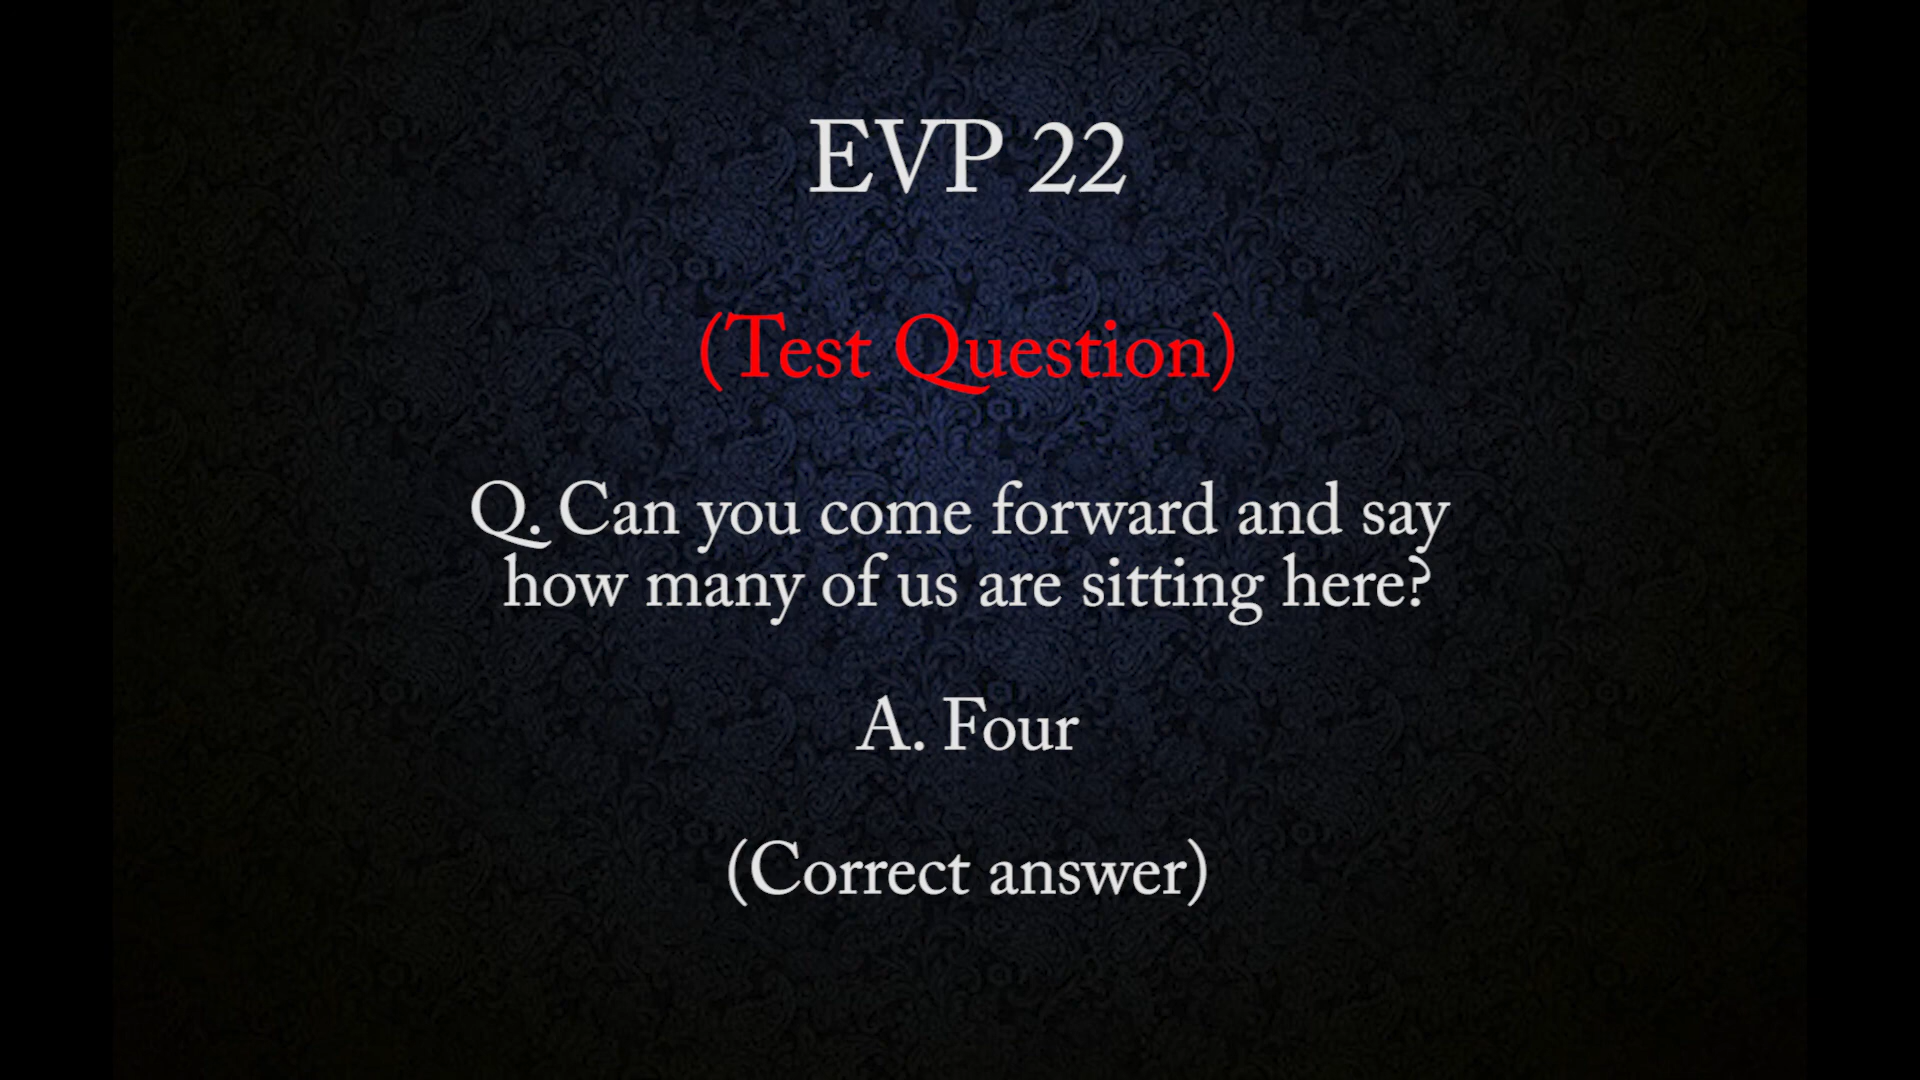 EVP 22
(Test Question)
Q. Can you come forward and say
how many of us are sitting here?
A. Four
(Correct answer)